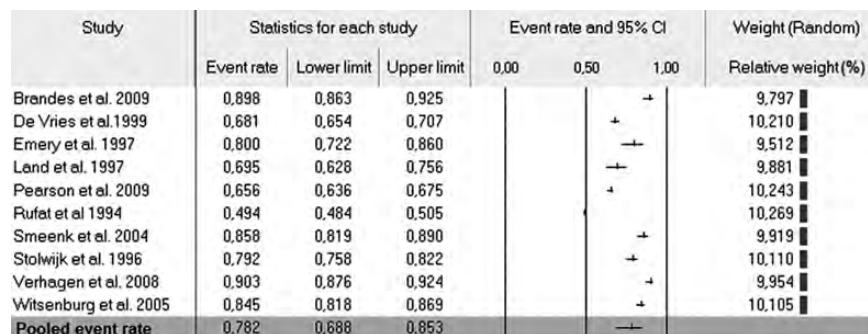 Study Statistics for each study Event rate and 95% CI Weight (Random)
Event rate Lower limit Upper limit 0,00 0,50 1,00 Relative weight (%)
Brandes et al. 2009 0,898 0,863 0,925 9,797
De Vries et al.1999 0,681 0,654 0,707 10,210
Emery et al. 1997 0,800 0,722 0,860 9,512
Land et al. 1997 0,695 0,628 0,756 9,881
Pearson et al. 2009 0,656 0,636 0,675 10,243
Rufat et al 1994 0,494 0,484 0,505 10,269
Smeenk et al. 2004 0,858 0,819 0,890 9,919
Stolwijk et al. 1996 0,792 0,758 0,822 10,110
Verhagen et al. 2008 0,903 0,876 0,924 9,954
Witsenburg et al. 2005 0,845 0,818 0,869 10,105
Pooled event rate 0,782 0,688 0,853